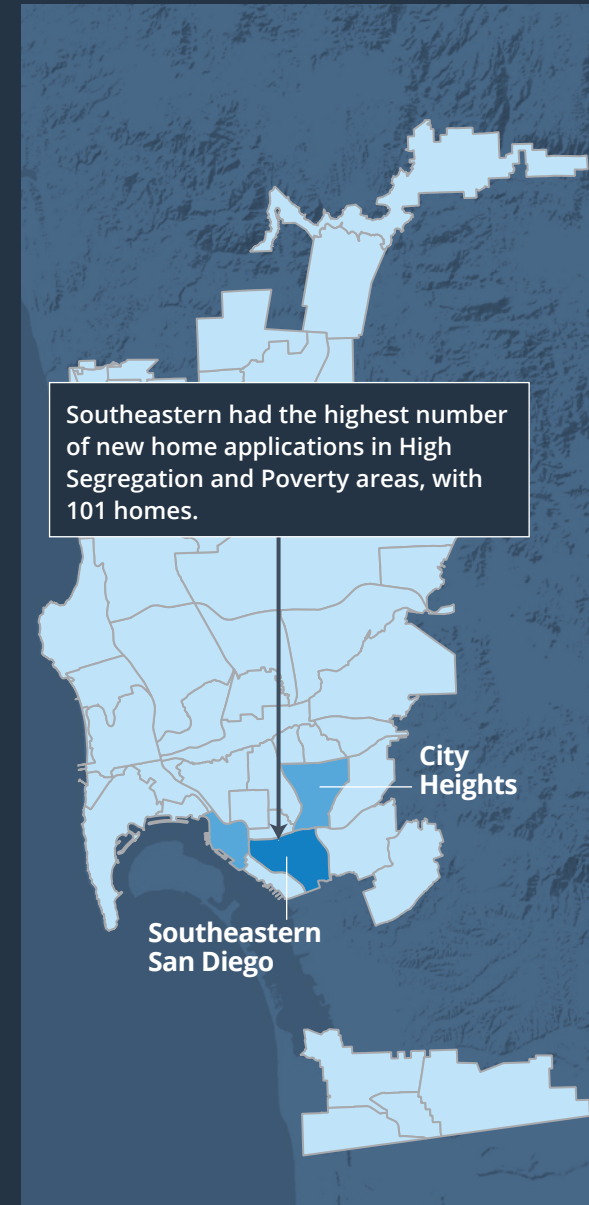 Southeastern had the highest number
of new home applications in High
Segregation and Poverty areas, with
101 homes.
City
Heights
Southeastern
San Diego